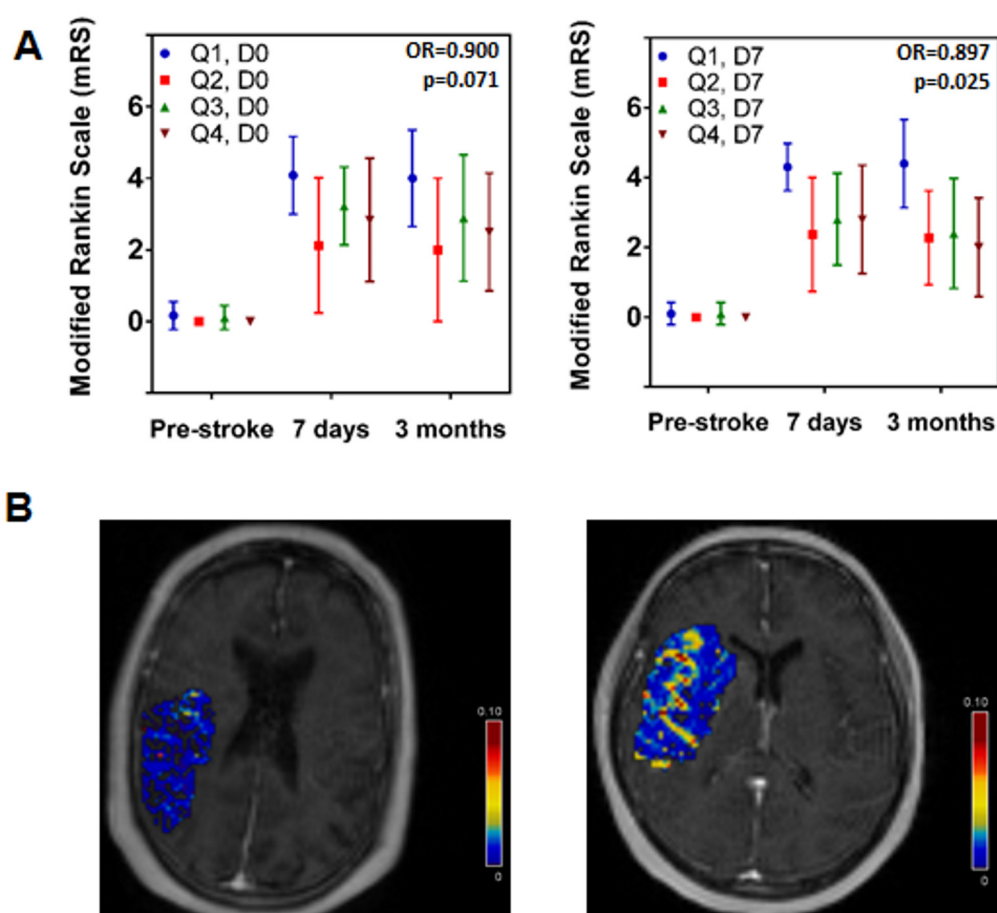 A
Modified Rankin Scale (mRS)
6
4
2
0
Q1, D0
Q2, D0
Q3, D0
Q4, D0
OR=0.900
p=0.071
Pre-stroke 7 days 3 months
Modified Rankin Scale (mRS)
6
4
2
0
Q1, D7
Q2, D7
Q3, D7
Q4, D7
OR=0.897
p=0.025
Pre-stroke 7 days 3 months
B
0.10
0
0.10
0